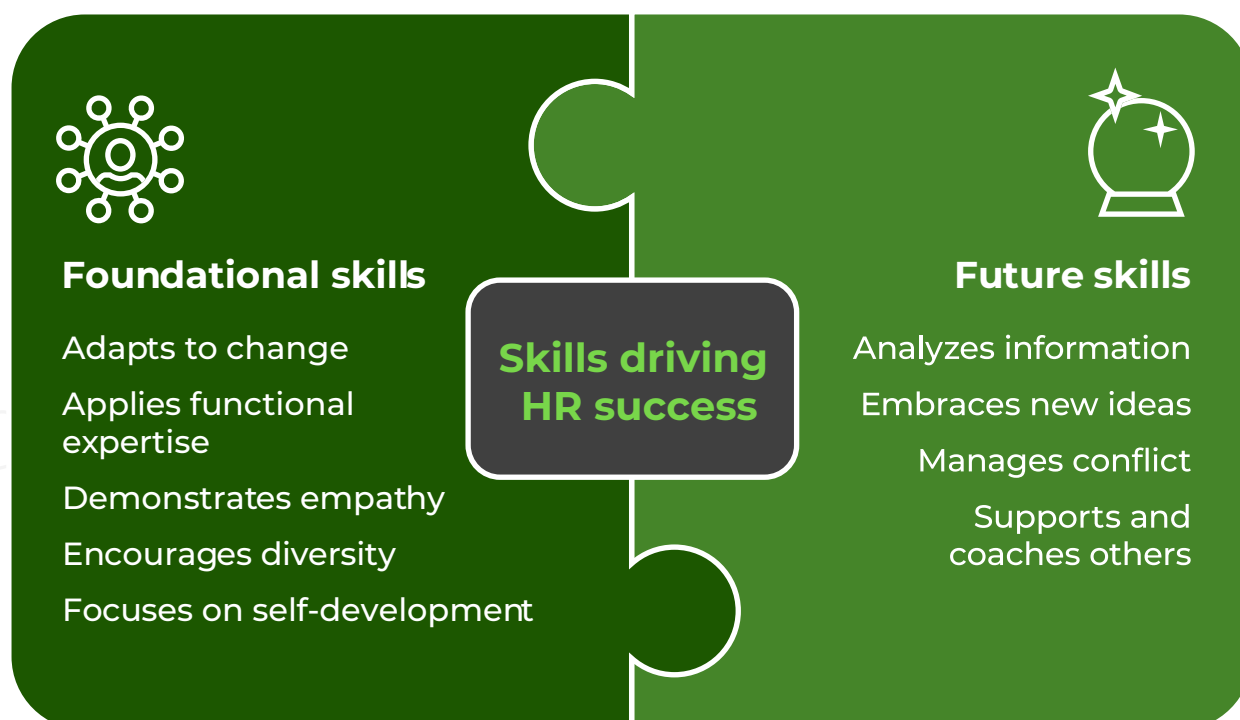 Foundational skills
Adapts to change
Applies functional
expertise
Demonstrates empathy
Encourages diversity
Focuses on self-development
Skills driving
HR success
Future skills
Analyzes information
Embraces new ideas
Manages conflict
Supports and
coaches others